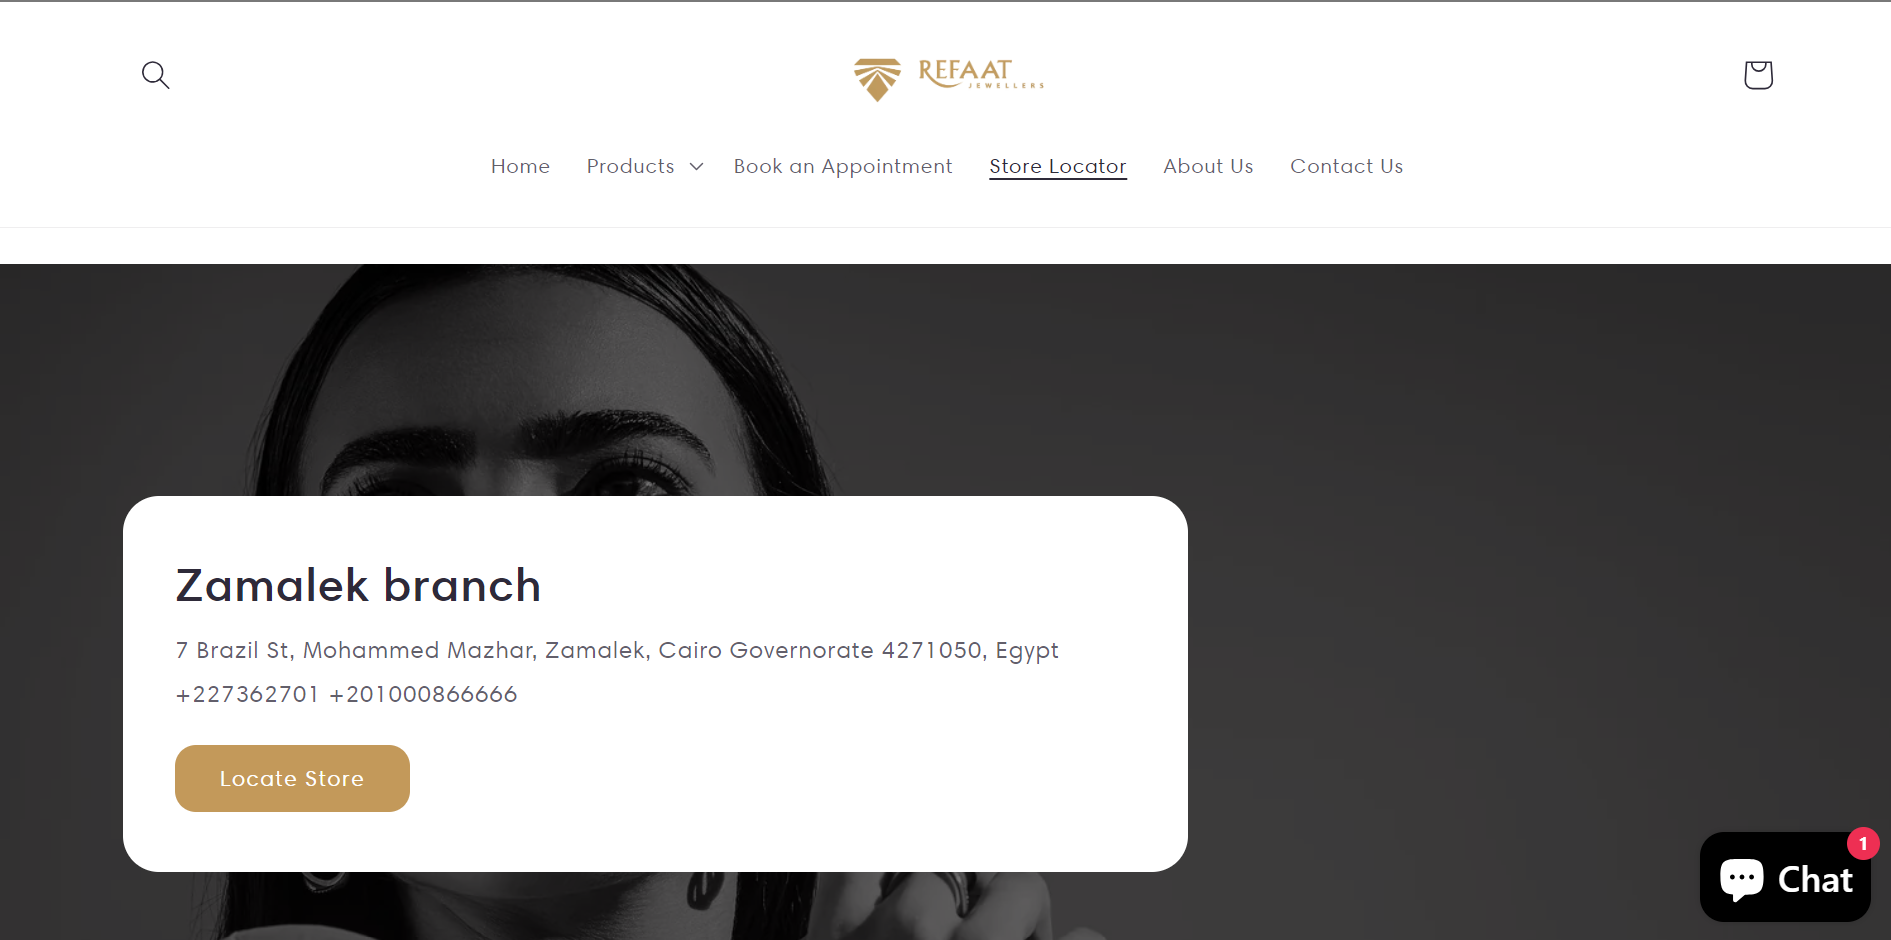 REFAAT
JEWELLERS
Home Products Book an Appointment Store Locator About Us Contact Us
Zamalek branch
7 Brazil St, Mohammed Mazhar, Zamalek, Cairo Governorate 4271050, Egypt
+227362701 +201000866666
Locate Store
1
Chat